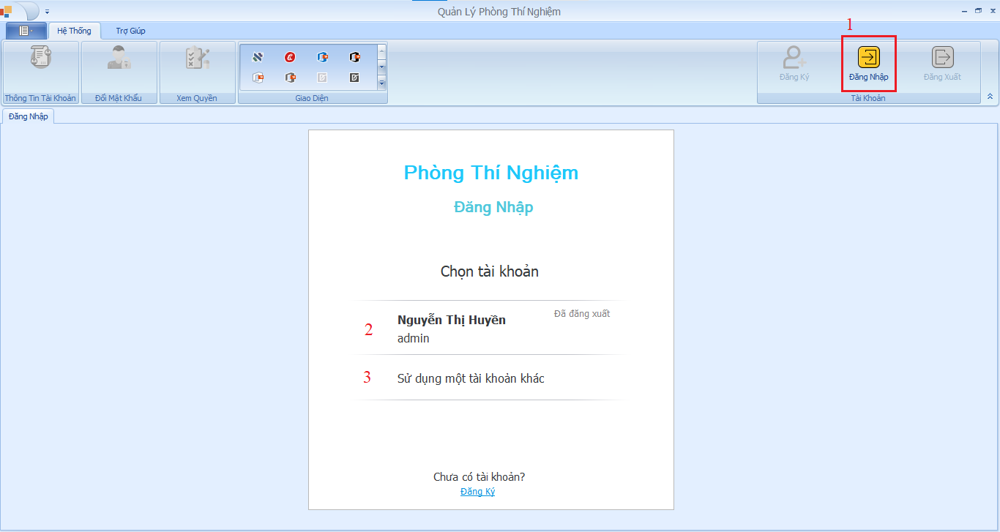 Quản Lý Phòng Thí Nghiệm
Hệ Thống
Trợ Giúp
1
Đăng Ký
Đăng Nhập
Đăng Xuất
Thông Tin Tài Khoản
Đổi Mật Khẩu
Xem Quyền
Giao Diện
Tài Khoản
Đăng Nhập
Phòng Thí Nghiệm
Đăng Nhập
Chọn tài khoản
Đã đăng xuất
2
Nguyễn Thị Huyền
admin
3
Sử dụng một tài khoản khác
Chưa có tài khoản?
Đăng Ký